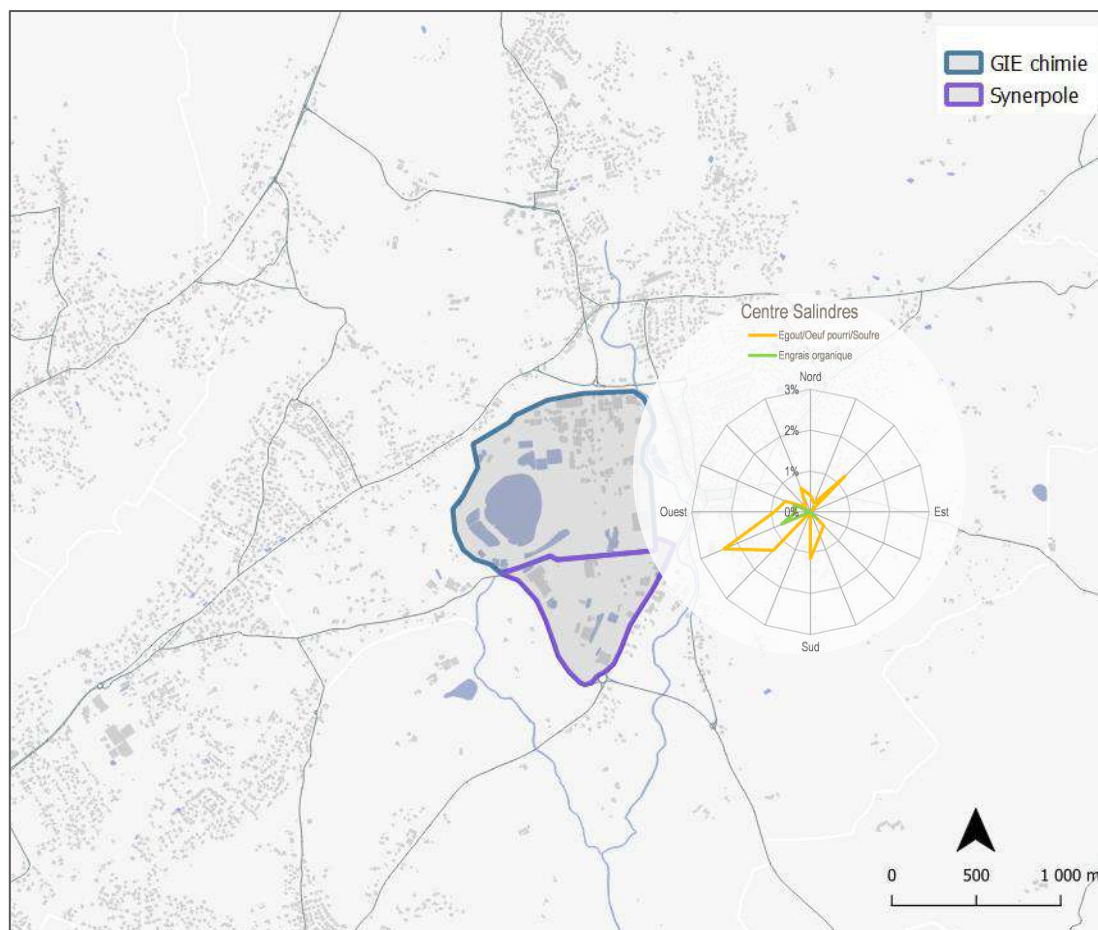 GIE chimie
Synerpole
Centre Salindres
Egout/Oeuf pourri/Soufre
Engrais organique
Nord
3%
2%
1%
Ouest
0%
Est
Sud
0 500 1 000 m